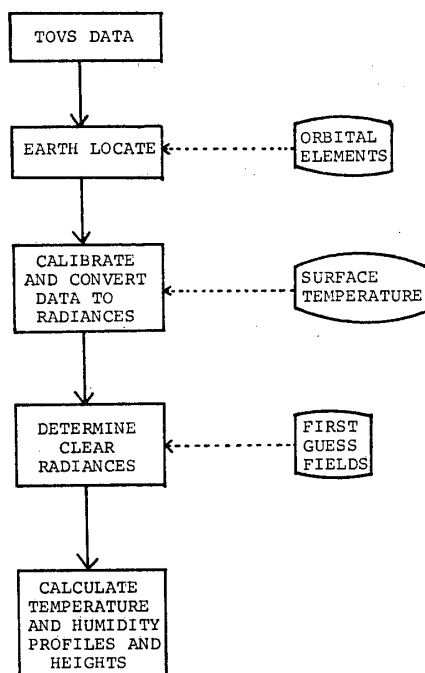 TOVS DATA
EARTH LOCATE
ORBITAL
ELEMENTS
CALIBRATE
AND CONVERT
DATA TO
RADIANCES
SURFACE
TEMPERATURE
DETERMINE
CLEAR
RADIANCES
FIRST
GUESS
FIELDS
CALCULATE
TEMPERATURE
AND HUMIDITY
PROFILES AND
HEIGHTS